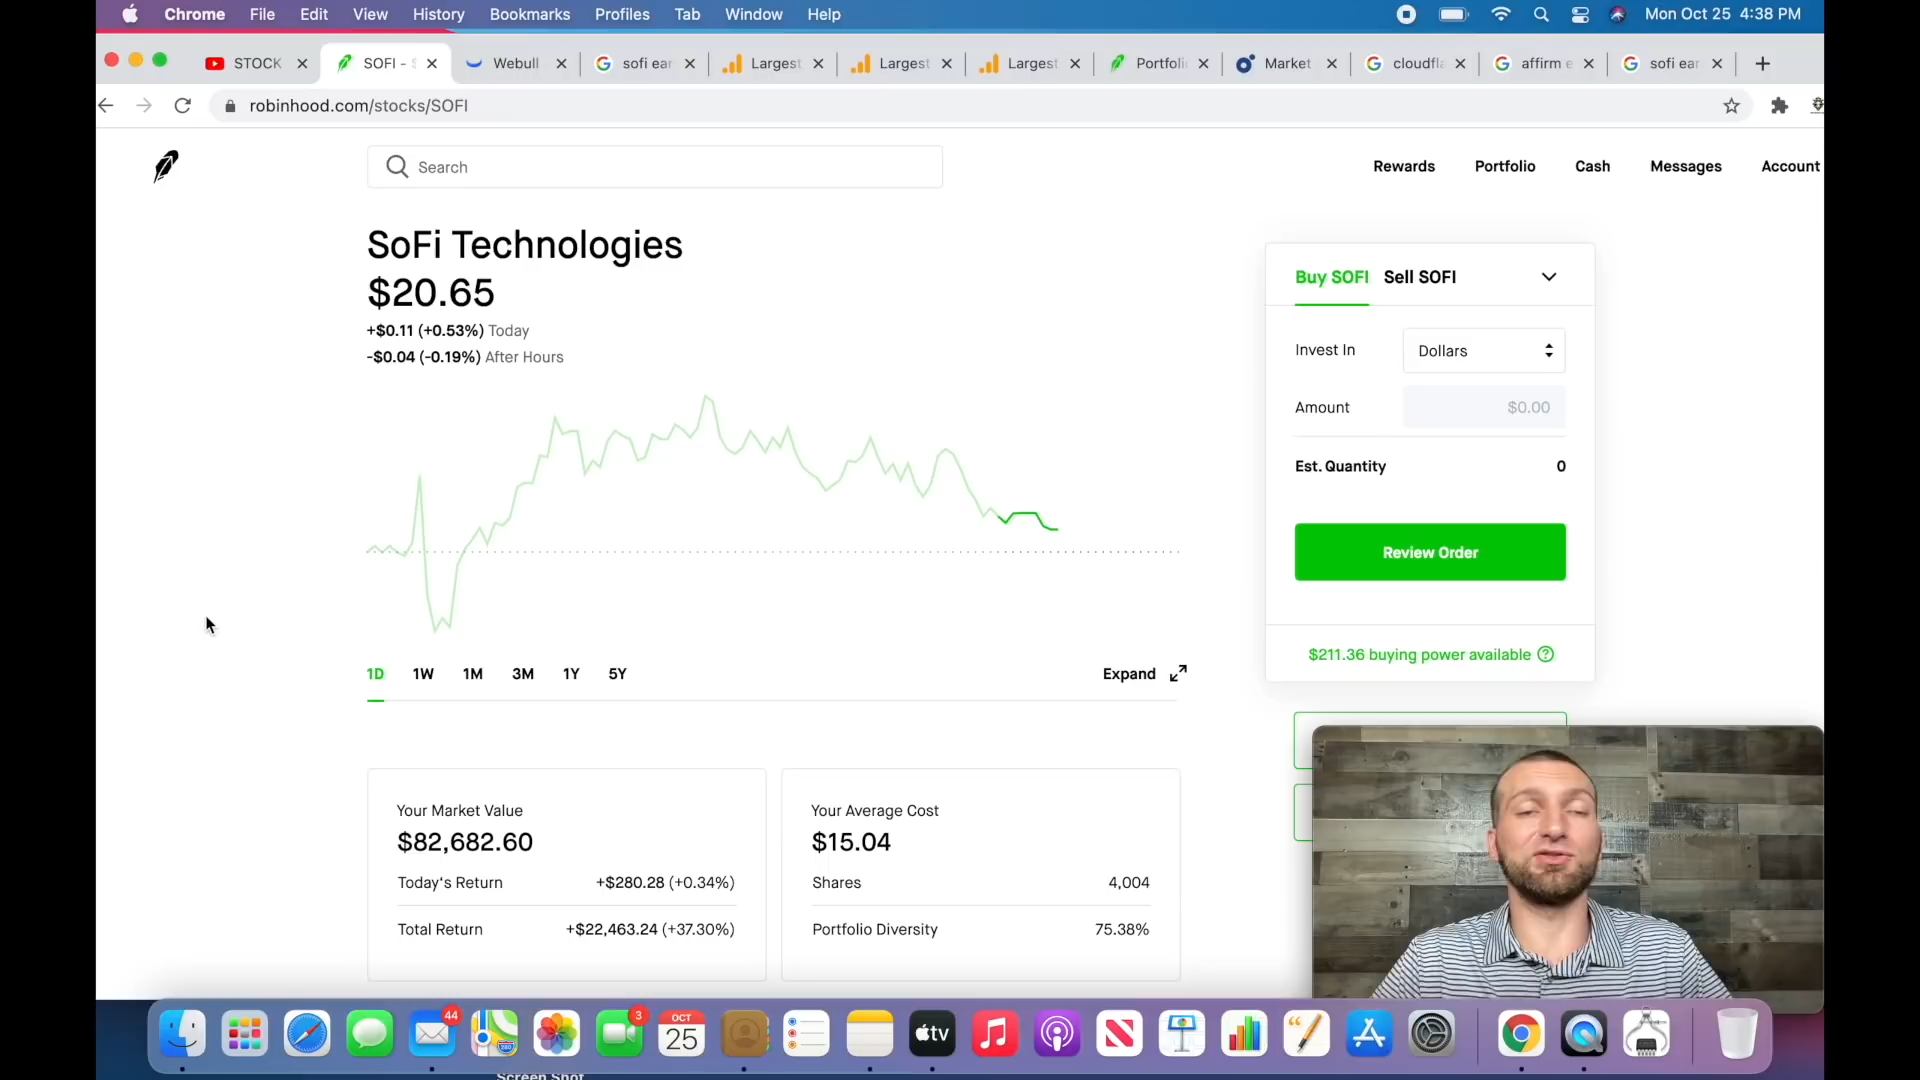 Chrome File Edit View History Bookmarks Profiles Tab Window Help Mon Oct 25 4:38 PM
STOCK SOFI - Webull sofi ear Largest Largest Largest Portfoli Market cloudfl affirm e sofi ear
robinhood.com/stocks/SOFI
Search Rewards Portfolio Cash Messages Account
SoFi Technologies
$20.65
+$0.11 (+0.53%) Today
-$0.04 (-0.19%) After Hours
Buy SOFI Sell SOFI
Invest In Dollars
Amount $0.00
Est. Quantity 0
Review Order
$211.36 buying power available
1D 1W 1M 3M 1Y 5Y Expand
Your Market Value
$82,682.60
Today's Return +$280.28 (+0.34%)
Total Return +$22,463.24 (+37.30%)
Your Average Cost
$15.04
Shares 4,004
Portfolio Diversity 75.38%
44 3 OCT
25 280 tv
Screen Shot